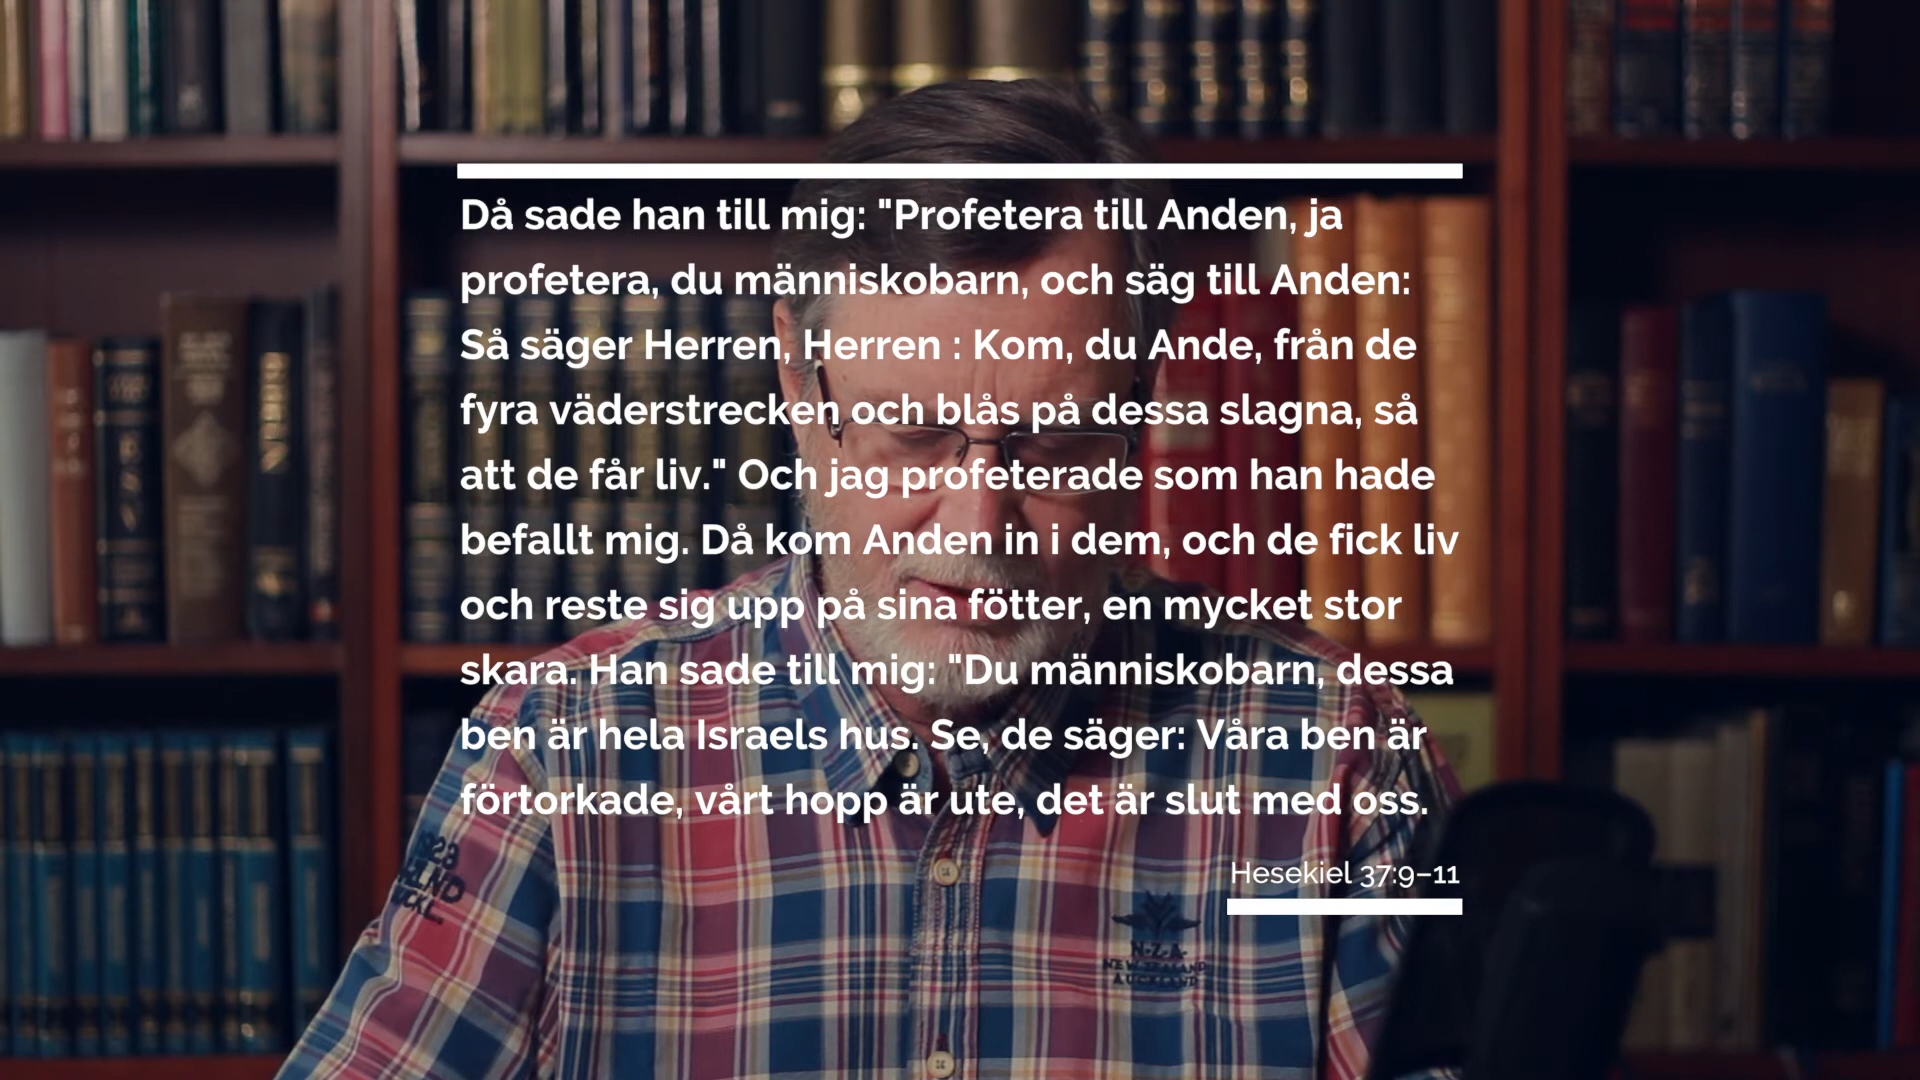 Då sade han till mig: "Profetera till Anden, ja
profetera, du människobarn, och säg till Anden:
Så säger Herren, Herren : Kom, du Ande, från de
fyra väderstrecken och blås på dessa slagna, så
att de får liv." Och jag profeterade som han hade
befallt mig. Då kom Anden in i dem, och de fick liv
och reste sig upp på sina fötter, en mycket stor
skara. Han sade till mig: "Du människobarn, dessa
ben är hela Israels hus. Se, de säger: Våra ben är
förtorkade, vårt hopp är ute, det är slut med oss.
Hesekiel 37:9–11
N·Z·A·
NEW ZEALAND
AUCKLAND